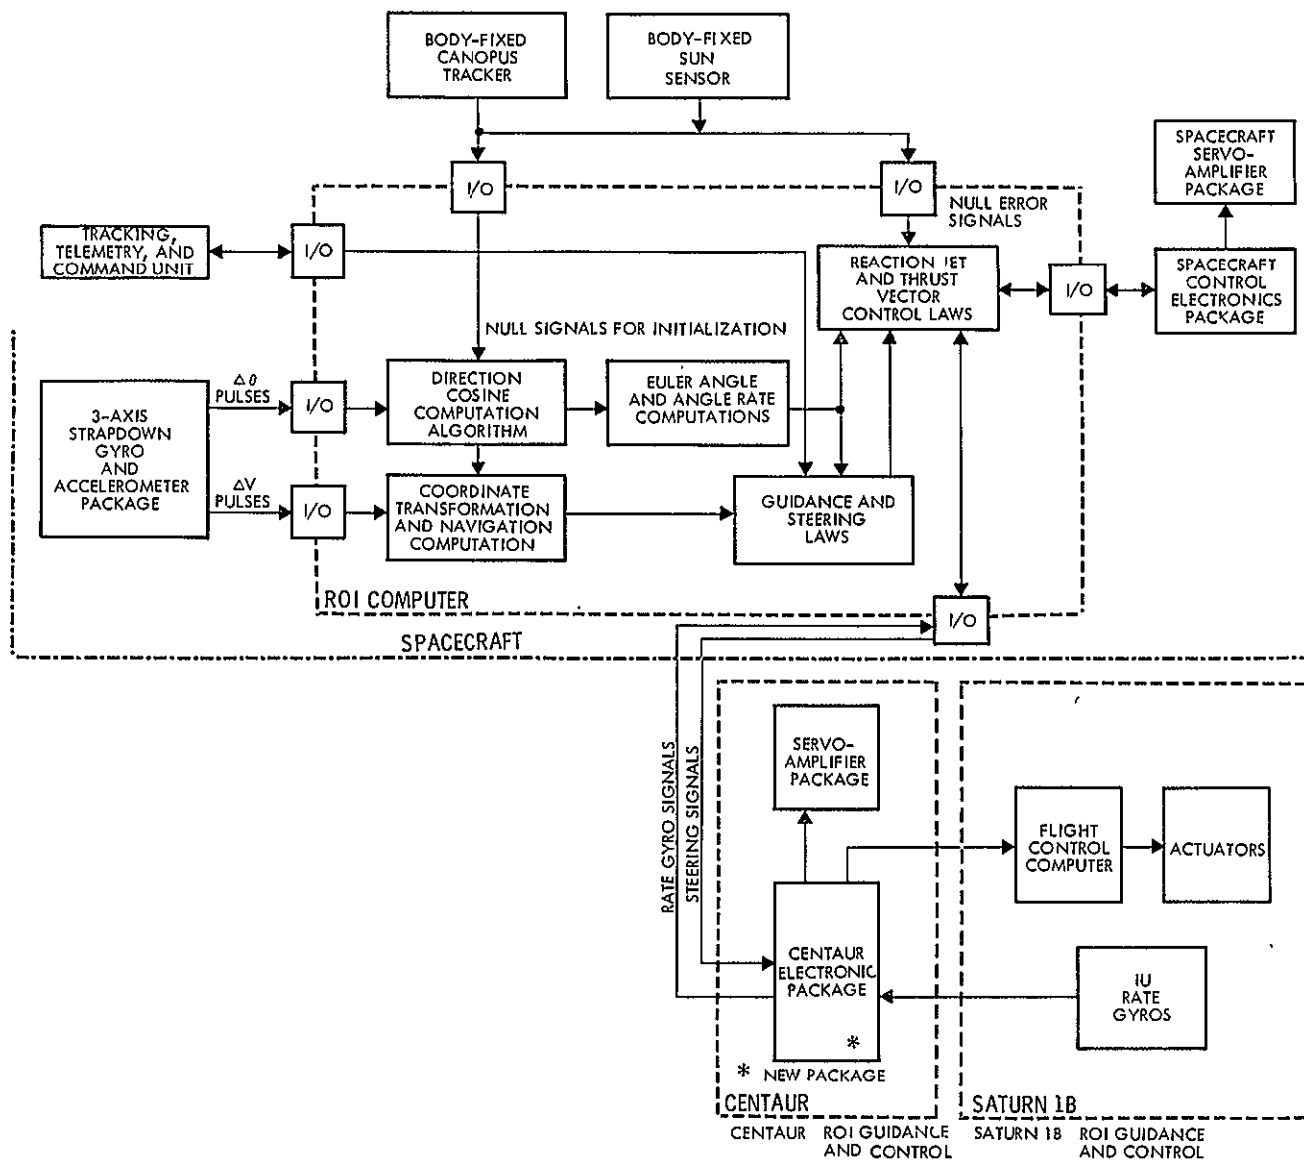 BODY-FIXED
CANOPUS
TRACKER
BODY-FIXED
SUN
SENSOR
SPACECRAFT
SERVO-
AMPLIFIER
PACKAGE
I/O
I/O
NULL ERROR
SIGNALS
TRACKING,
TELEMETRY, AND
COMMAND UNIT
I/O
REACTION JET
AND THRUST
VECTOR
CONTROL LAWS
I/O
SPACECRAFT
CONTROL
ELECTRONICS
PACKAGE
NULL SIGNALS FOR INITIALIZATION
3-AXIS
STRAPDOWN
GYRO
AND
ACCELEROMETER
PACKAGE
Δθ
PULSES
I/O
DIRECTION
COSINE
COMPUTATION
ALGORITHM
EULER ANGLE
AND ANGLE RATE
COMPUTATIONS
ΔV
PULSES
I/O
COORDINATE
TRANSFORMATION
AND NAVIGATION
COMPUTATION
GUIDANCE AND
STEERING
LAWS
ROI COMPUTER
I/O
SPACECRAFT
RATE GYRO SIGNALS
STEERING SIGNALS
SERVO-
AMPLIFIER
PACKAGE
FLIGHT
CONTROL
COMPUTER
ACTUATORS
CENTAUR
ELECTRONIC
PACKAGE
*
IU
RATE
GYROS
* NEW PACKAGE
CENTAUR
SATURN 1B
CENTAUR ROI GUIDANCE
AND CONTROL
SATURN 1B ROI GUIDANCE
AND CONTROL